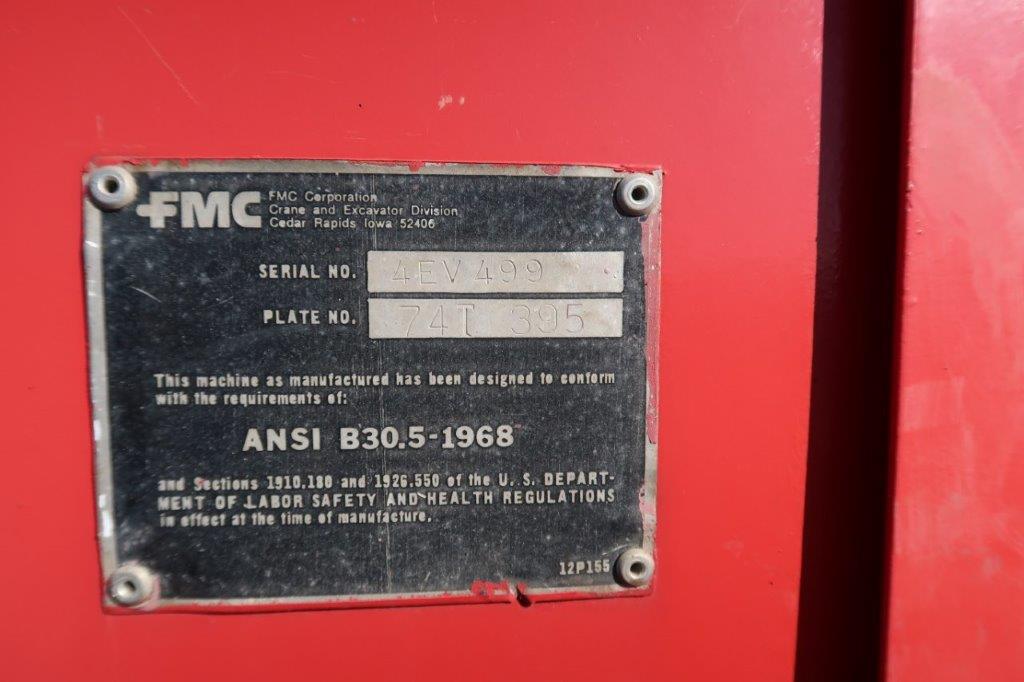 FMC
FMC Corporation
Crane and Excavator Division
Cedar Rapids Iowa 52406
SERIAL NO. 4EV499
PLATE NO. 74T 395
This machine as manufactured has been designed to conform
with the requirements of:
ANSI B30.5-1968
and Sections 1910.180 and 1926.550 of the U. S. DEPART-
MENT OF LABOR SAFETY AND HEALTH REGULATIONS
in effect at the time of manufacture.
12P155